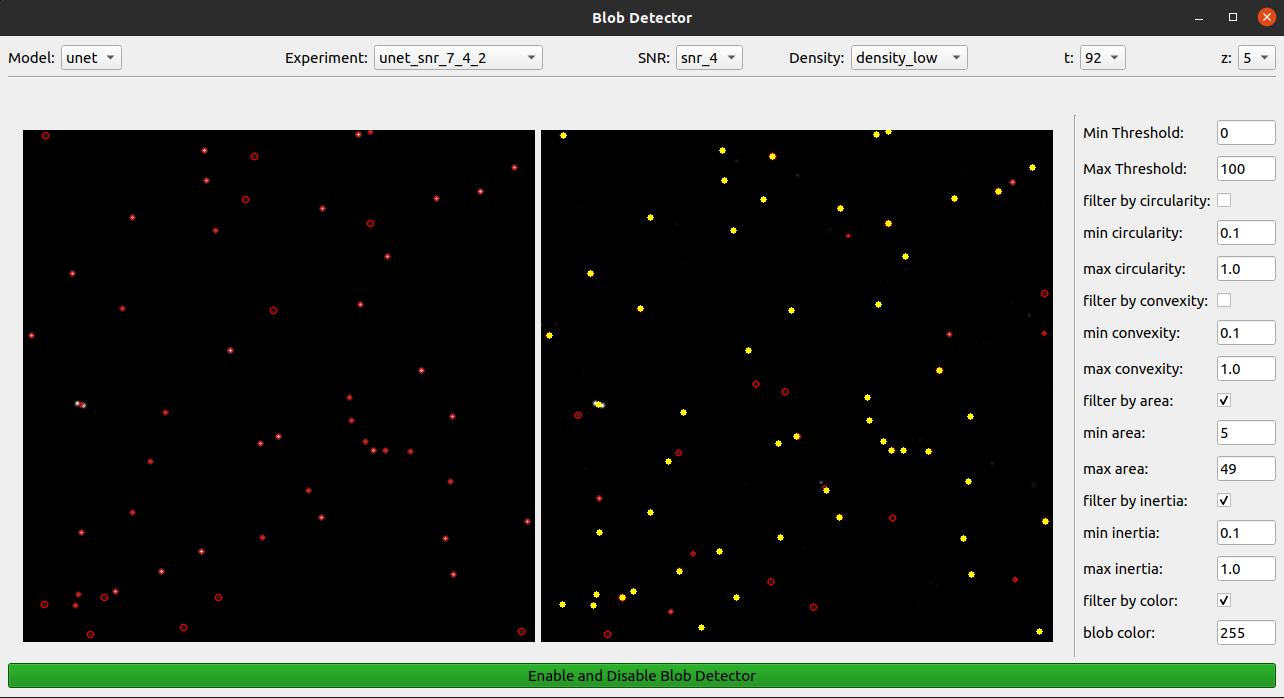 Blob Detector
Model: unet Experiment: unet_snr_7_4_2 SNR: snr_4 Density: density_low t: 92 z: 5
Min Threshold: 0
Max Threshold: 100
filter by circularity:
min circularity: 0.1
max circularity: 1.0
filter by convexity:
min convexity: 0.1
max convexity: 1.0
filter by area:
min area: 5
max area: 49
filter by inertia:
min inertia: 0.1
max inertia: 1.0
filter by color:
blob color: 255
Enable and Disable Blob Detector